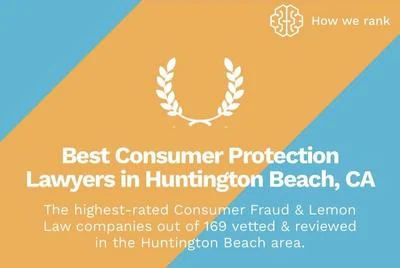 How we rank
Best Consumer Protection
Lawyers in Huntington Beach, CA
The highest-rated Consumer Fraud & Lemon
Law companies out of 169 vetted & reviewed
in the Huntington Beach area.